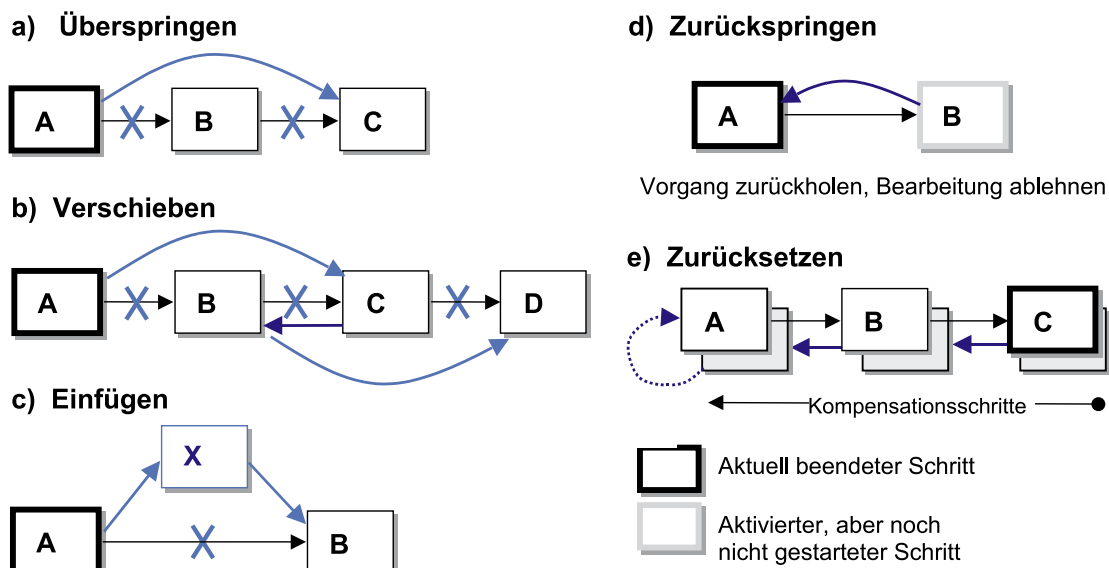 a) Überspringen
A
B
C
b) Verschieben
A
B
C
D
c) Einfügen
X
A
B
d) Zurückspringen
A
B
Vorgang zurückholen, Bearbeitung ablehnen
e) Zurücksetzen
A
B
C
Kompensationsschritte
Aktuell beendeter Schritt
Aktivierter, aber noch
nicht gestarteter Schritt